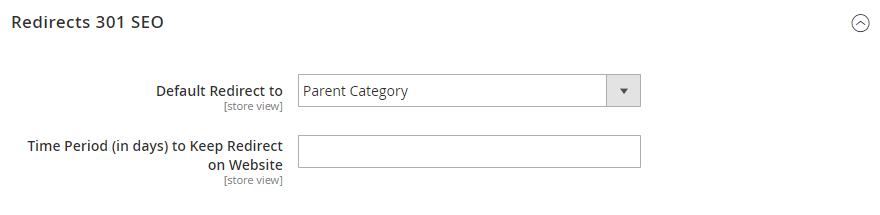 Redirects 301 SEO
Default Redirect to
[store view]
Parent Category
Time Period (in days) to Keep Redirect
on Website
[store view]